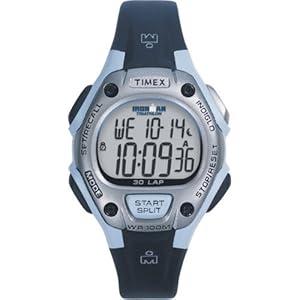 TIMEX
IRONMAN
TRIATHLON
SET/RECALL
INDIGLO
WE 10-14
10:09 36
MODE
STOP/RESET
30 LAP
START
SPLIT
WR 100M